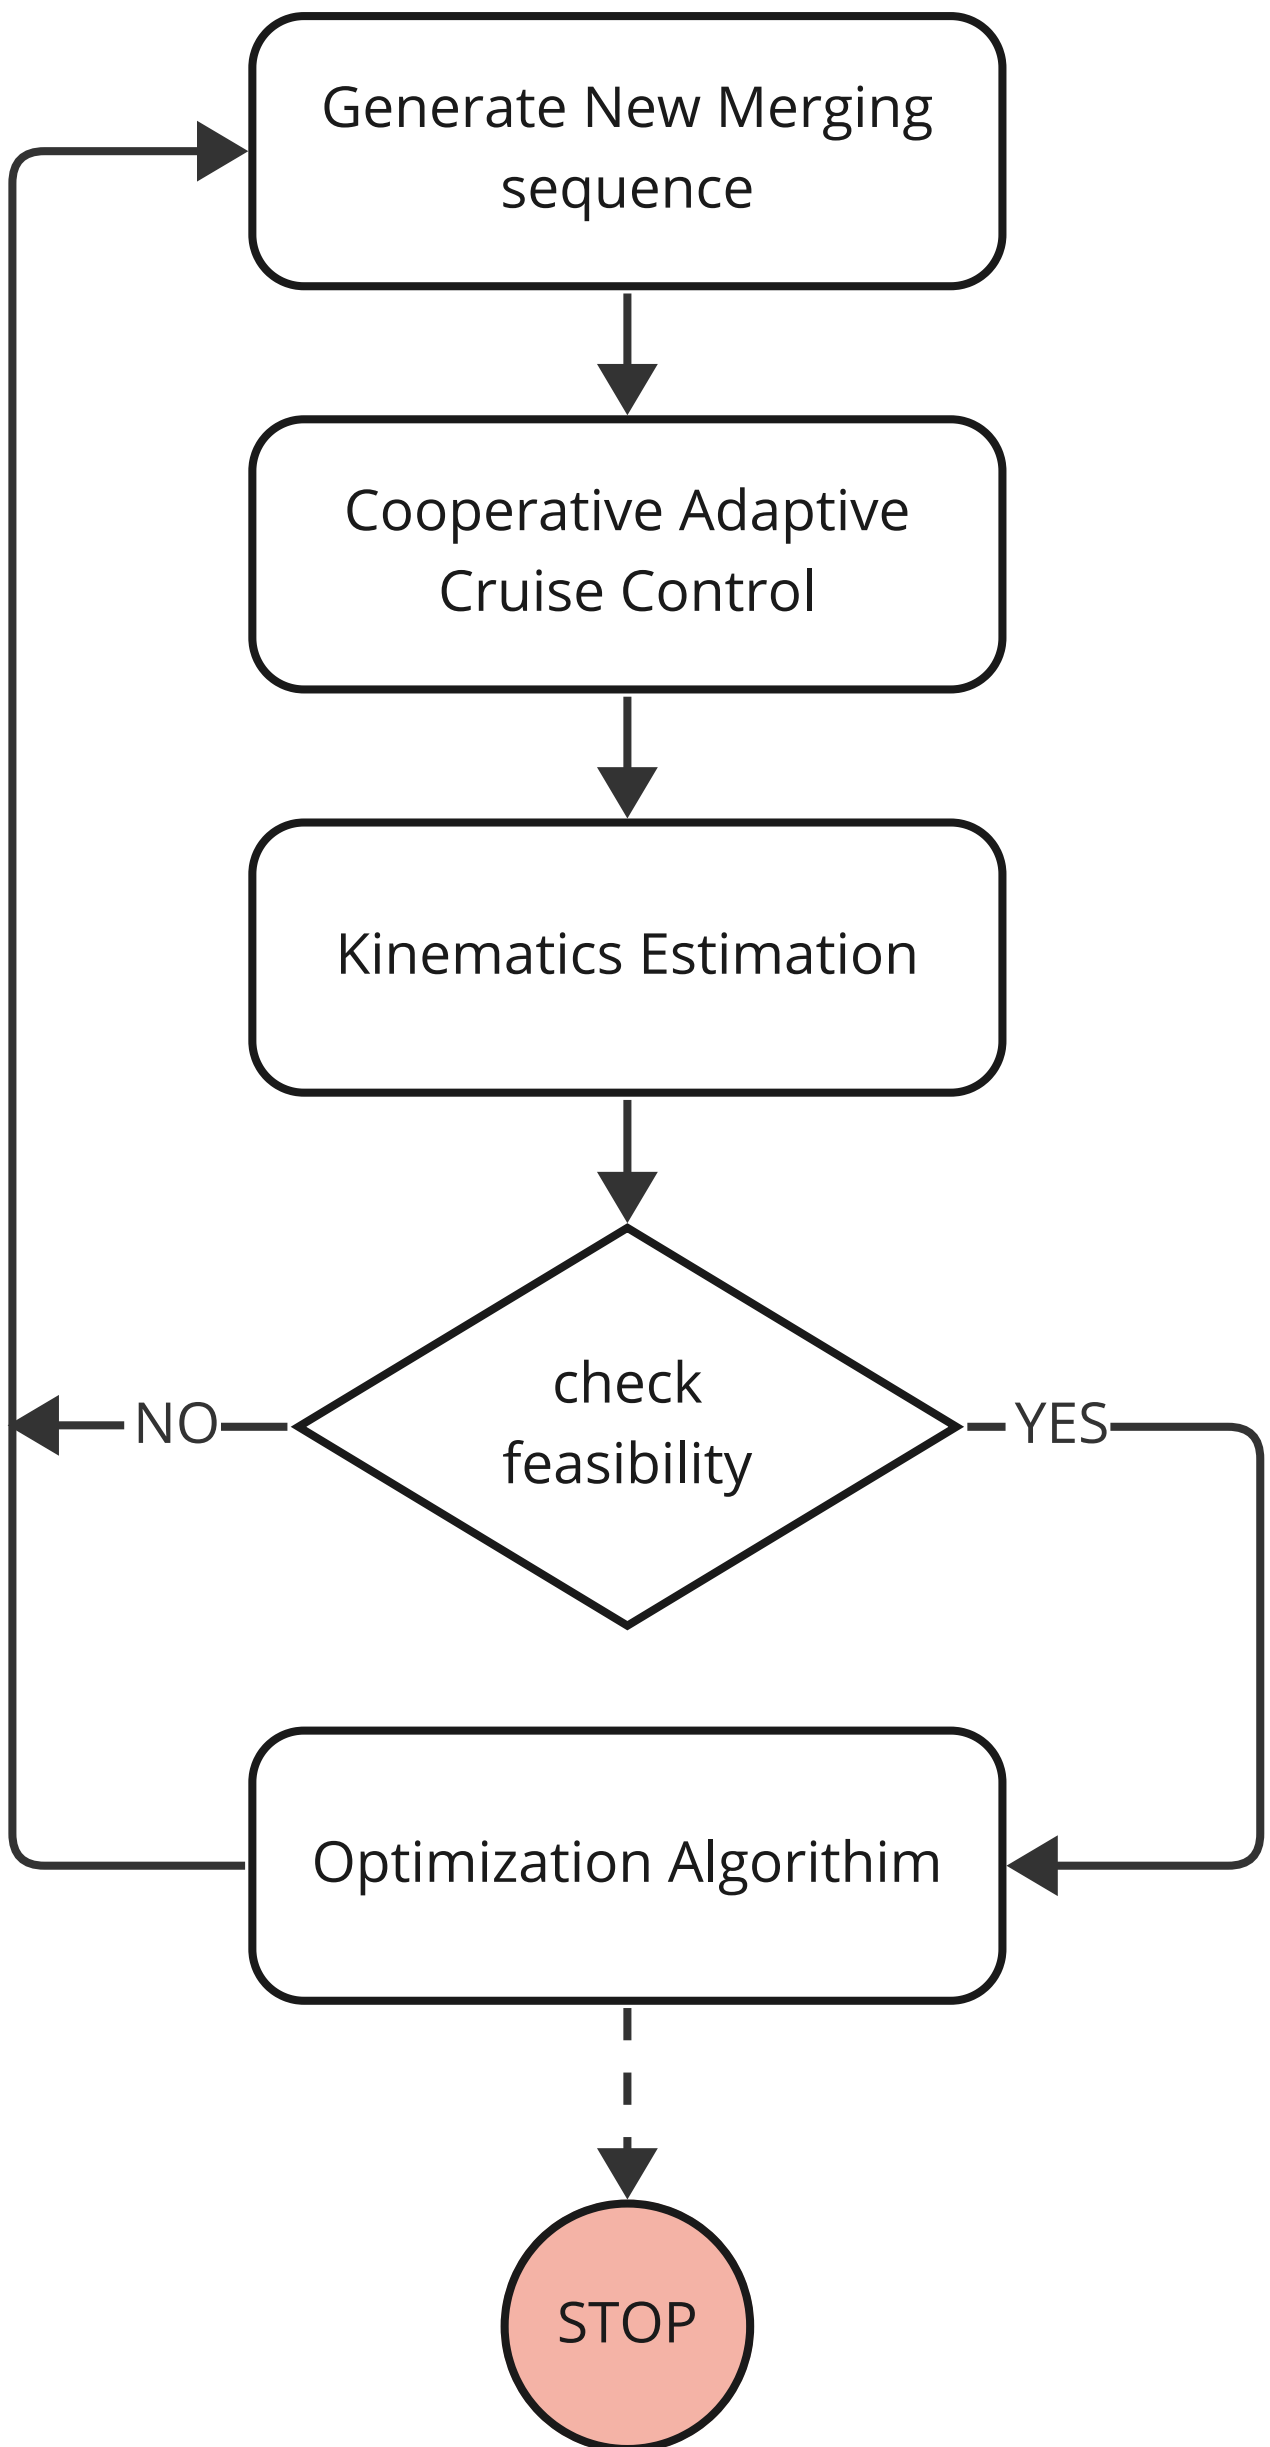 Generate New Merging
sequence
Cooperative Adaptive
Cruise Control
Kinematics Estimation
check
feasibility
NO
YES
Optimization Algorithim
STOP